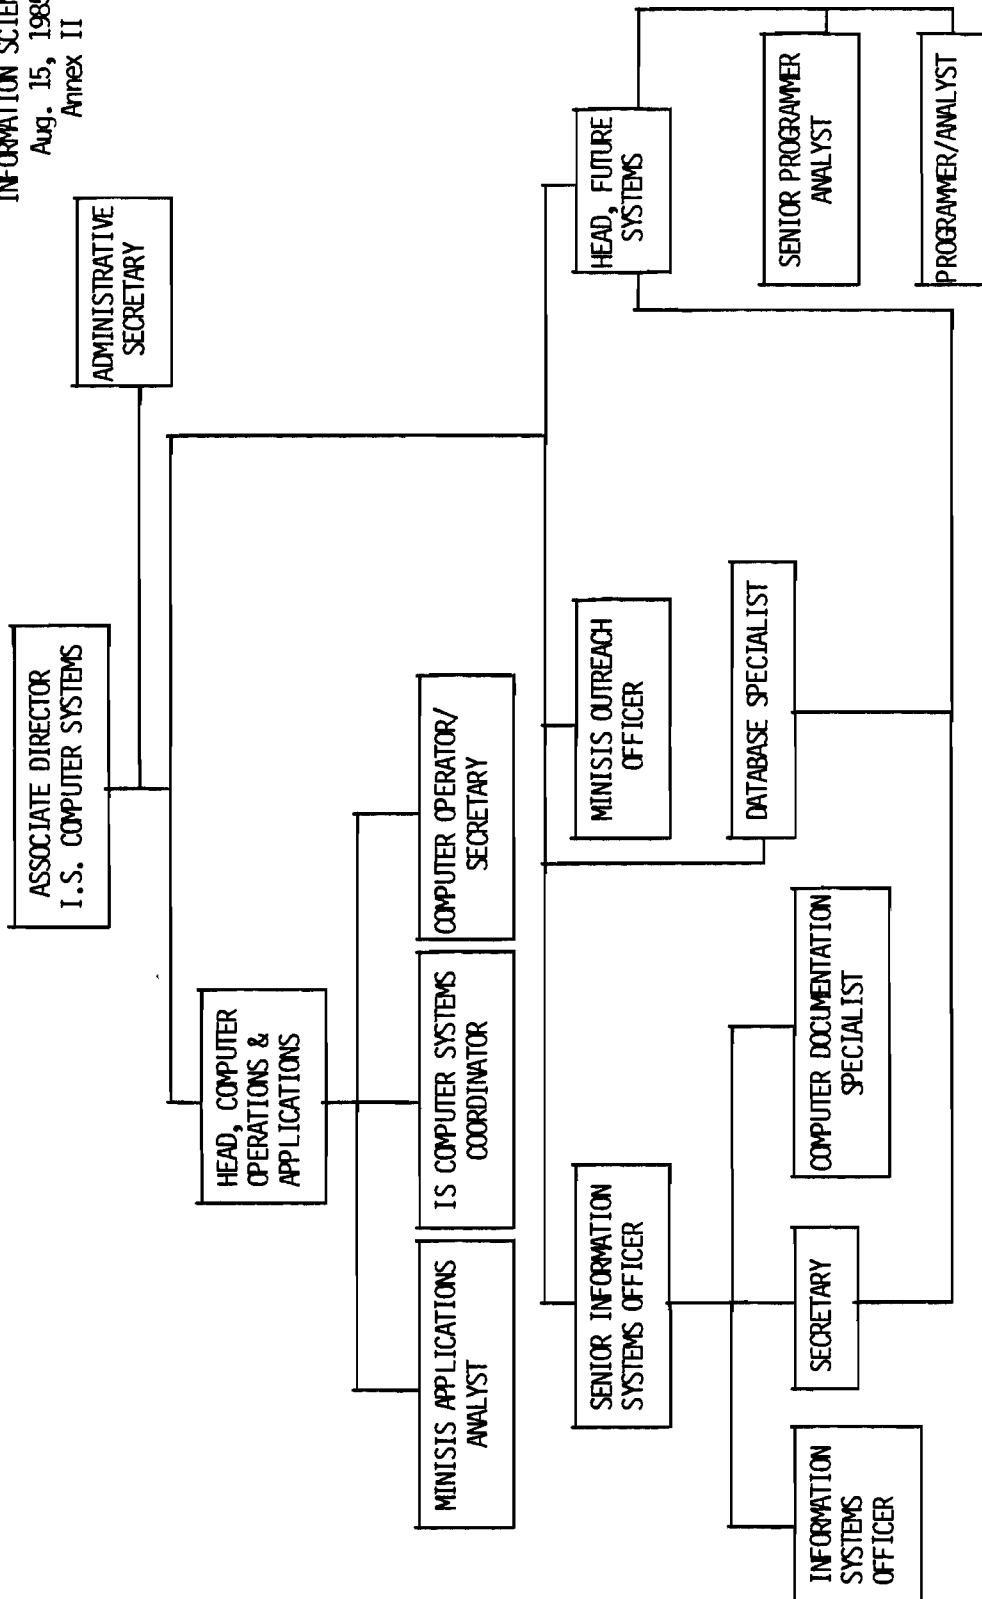 INFORMATION SCIEN
Aug. 15, 1985
Annex II
ASSOCIATE DIRECTOR
I.S. COMPUTER SYSTEMS
ADMINISTRATIVE
SECRETARY
HEAD, COMPUTER
OPERATIONS &
APPLICATIONS
MINISIS APPLICATIONS
ANALYST
IS COMPUTER SYSTEMS
COORDINATOR
COMPUTER OPERATOR/
SECRETARY
SENIOR INFORMATION
SYSTEMS OFFICER
MINISIS OUTREACH
OFFICER
HEAD, FUTURE
SYSTEMS
DATABASE SPECIALIST
SENIOR PROGRAMMER
ANALYST
INFORMATION
SYSTEMS
OFFICER
SECRETARY
COMPUTER DOCUMENTATION
SPECIALIST
PROGRAMMER/ANALYST